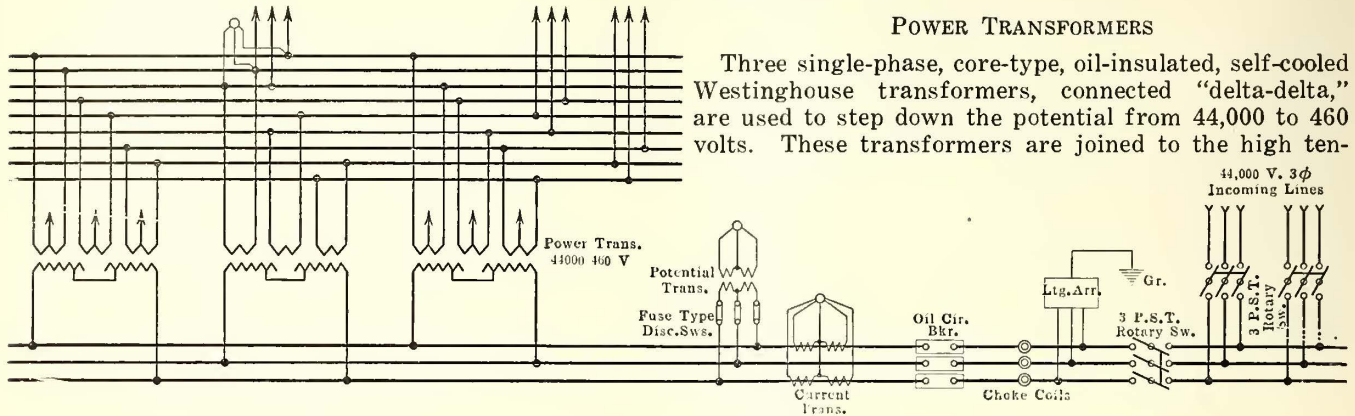 POWER TRANSFORMERS
Three single-phase, core-type, oil-insulated, self-cooled
Westinghouse transformers, connected "delta-delta,"
are used to step down the potential from 44,000 to 460
volts. These transformers are joined to the high ten-
44,000 V. 3ϕ
Incoming Lines
Power Trans.
44000 460 V
Potential
Trans.
Fuse Type
Disc.Sws.
Current
Trans.
Oil Cir.
Bkr.
Choke Coils
Ltg.Arr.
Gr.
3 P.S.T.
Rotary Sw.
3 P.S.T.
Rotary
Sw.